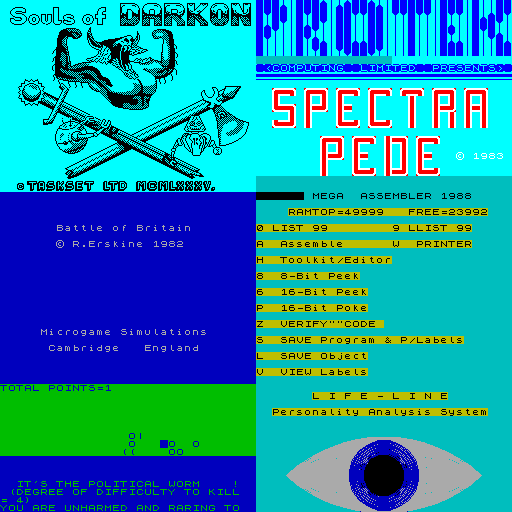 Souls of DARKON
© TASKSET LTD MCMLXXXV.
PROTEK
COMPUTING LIMITED PRESENTS
SPECTRA
PEDE
© 1983
MEGA ASSEMBLER 1988
RAMTOP=49999 FREE=23992
0 LIST 99 9 LLIST 99
A Assemble W PRINTER
H Toolkit/Editor
8 8-Bit Peek
6 16-Bit Peek
P 16-Bit Poke
Z VERIFY""CODE
S SAVE Program & P/Labels
L SAVE Object
V VIEW Labels
Battle of Britain
© R.Erskine 1982
Microgame Simulations
Cambridge England
TOTAL POINTS=1
IT'S THE POLITICAL WORM !
(DEGREE OF DIFFICULTY TO KILL
= 4)
YOU ARE UNHARMED AND RARING TO
L I F E - L I N E
Personality Analysis System